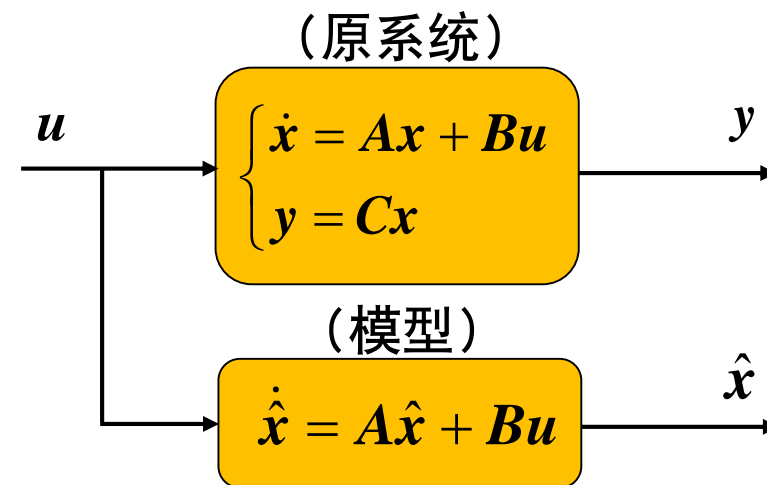 （原系统）
u
ẋ = Ax + Bu
y
y = Cx
（模型）
x̂
x̂̇ = Ax̂ + Bu